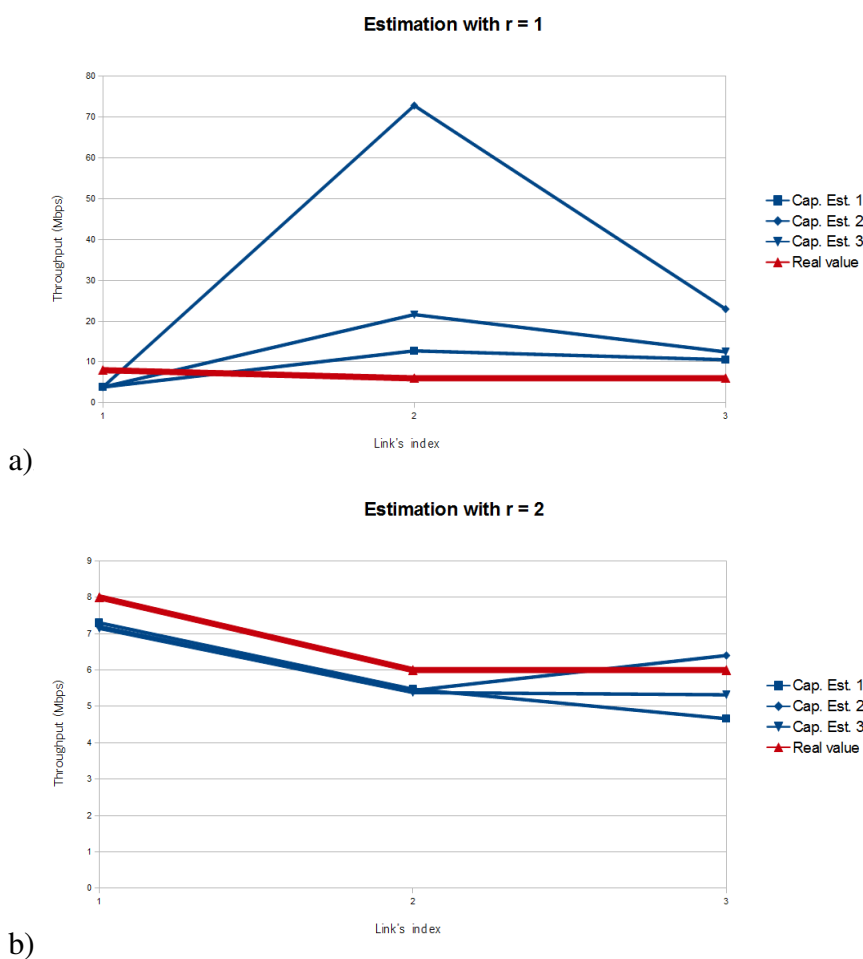 Estimation with r = 1
80
70
60
50
40
30
20
10
0
Throughput (Mbps)
1
2
3
Link's index
Cap. Est. 1
Cap. Est. 2
Cap. Est. 3
Real value
a)
Estimation with r = 2
9
8
7
6
5
4
3
2
1
0
Throughput (Mbps)
1
2
3
Link's index
Cap. Est. 1
Cap. Est. 2
Cap. Est. 3
Real value
b)